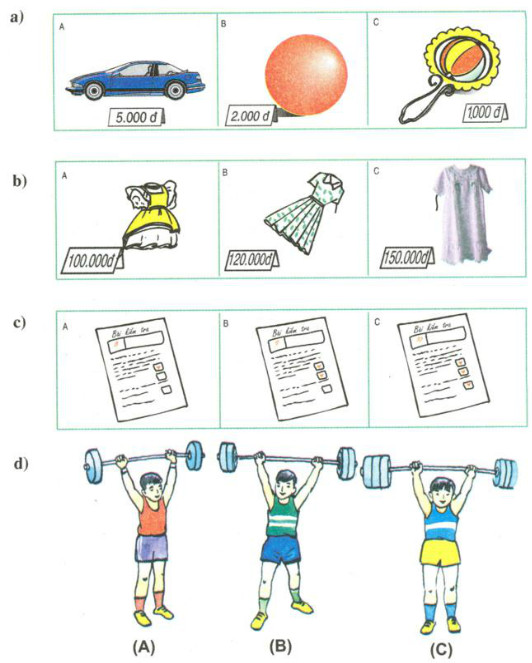 a)
A
B
C
5.000 đ
2.000 đ
1.000 đ
b)
A
B
C
100.000đ
120.000đ
150.000đ
c)
A
B
C
Bài kiểm tra
Bài kiểm tra
Bài kiểm tra
d)
(A)
(B)
(C)